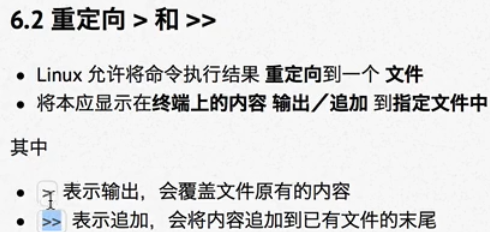 6.2 重定向 > 和 >>
• Linux 允许将命令执行结果 重定向到一个 文件
• 将本应显示在终端上的内容 输出／追加 到指定文件中
其中
• > 表示输出，会覆盖文件原有的内容
• >> 表示追加，会将内容追加到已有文件的末尾